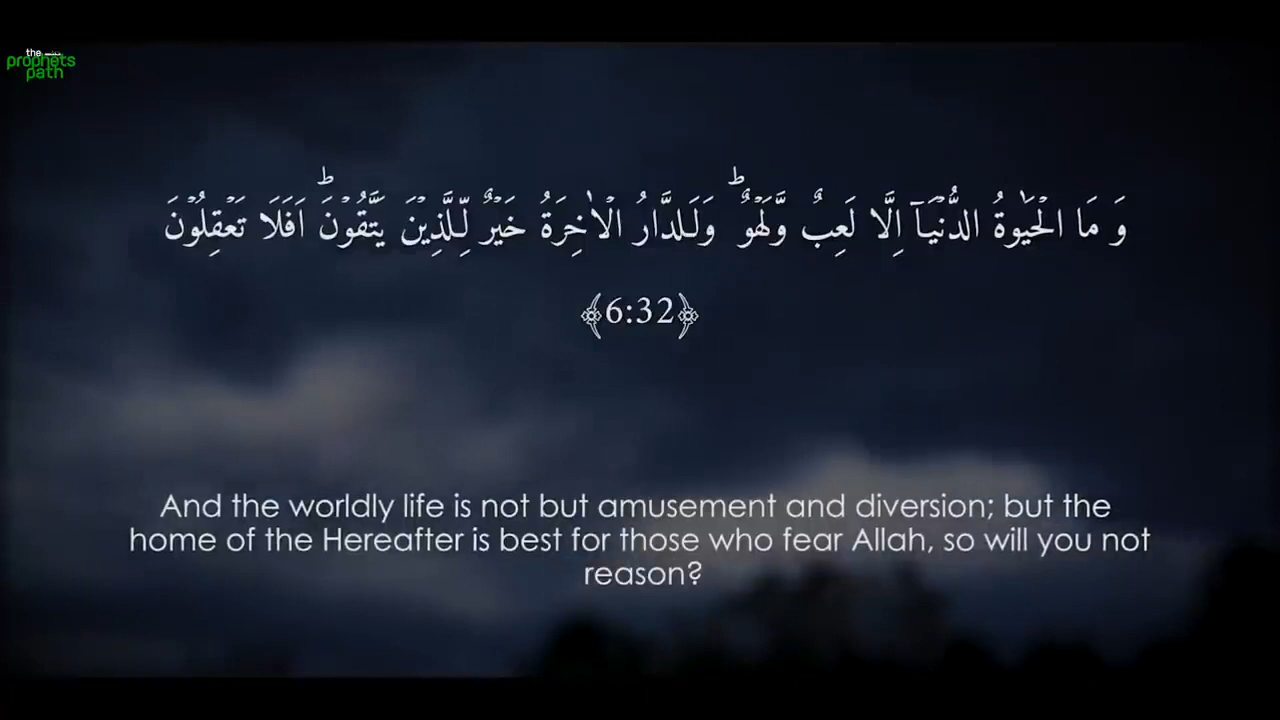 the
prophets
path
وَ مَا الۡحَيٰوةُ الدُّنۡيَاۤ اِلَّا لَعِبٌ وَّلَهۡوٌ ؕ وَلَـلدَّارُ الۡاٰخِرَةُ خَيۡرٌ لِّـلَّذِيۡنَ يَتَّقُوۡنَ‌ ؕ اَفَلَا تَعۡقِلُوۡنَ
﴿6:32﴾
And the worldly life is not but amusement and diversion; but the
home of the Hereafter is best for those who fear Allah, so will you not
reason?